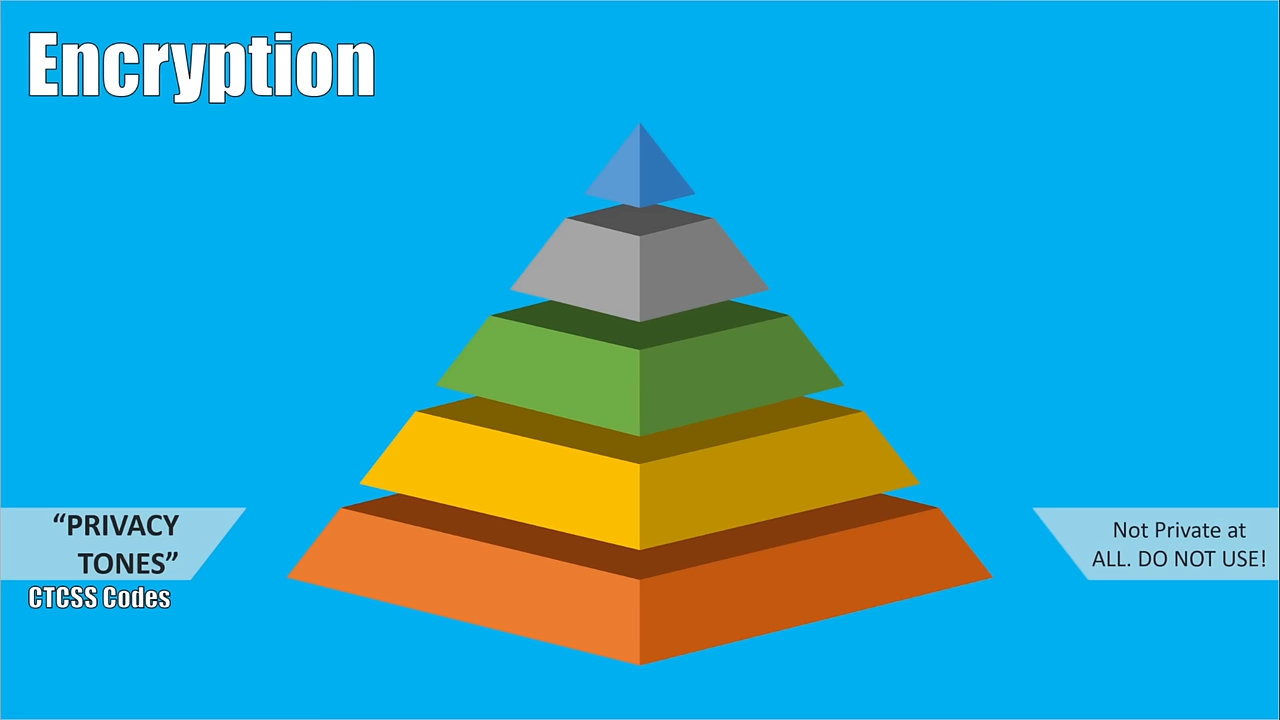 Encryption
“PRIVACY
TONES”
CTCSS Codes
Not Private at
ALL. DO NOT USE!